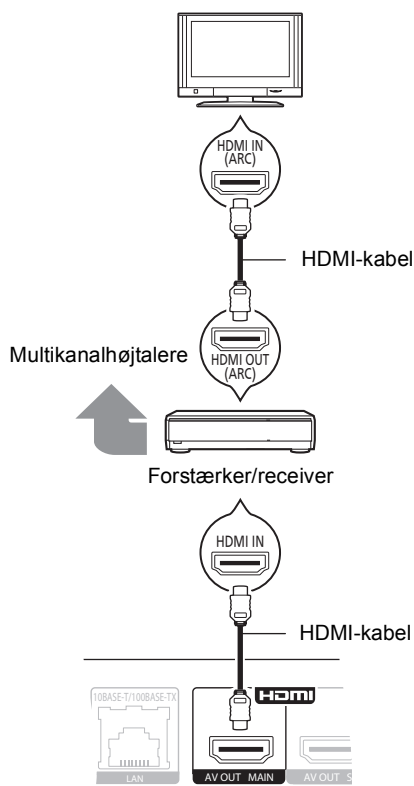 HDMI IN
(ARC)
HDMI-kabel
Multikanalhøjtalere
HDMI OUT
(ARC)
Forstærker/receiver
HDMI IN
HDMI-kabel
10BASE-T/100BASE-TX
HDMI
LAN
AV OUT MAIN
AV OUT S